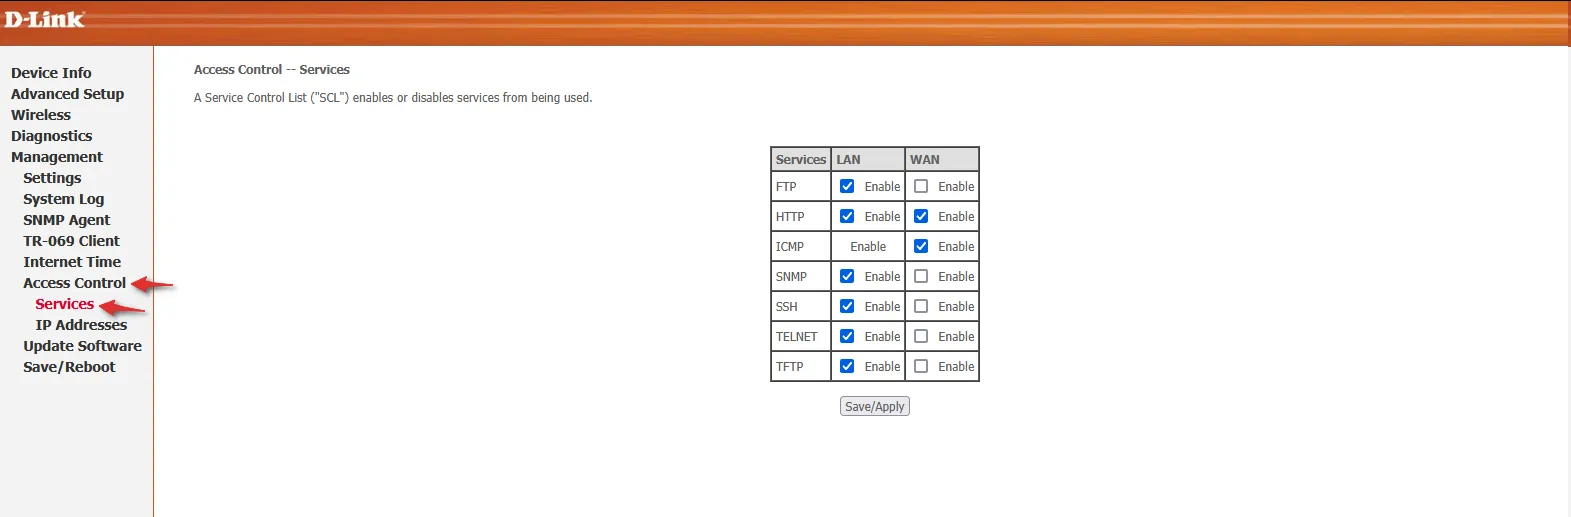 D-Link
Device Info
Advanced Setup
Wireless
Diagnostics
Management
Settings
System Log
SNMP Agent
TR-069 Client
Internet Time
Access Control
Services
IP Addresses
Update Software
Save/Reboot
Access Control -- Services
A Service Control List ("SCL") enables or disables services from being used.
Services LAN WAN
FTP Enable Enable
HTTP Enable Enable
ICMP Enable Enable
SNMP Enable Enable
SSH Enable Enable
TELNET Enable Enable
TFTP Enable Enable
Save/Apply